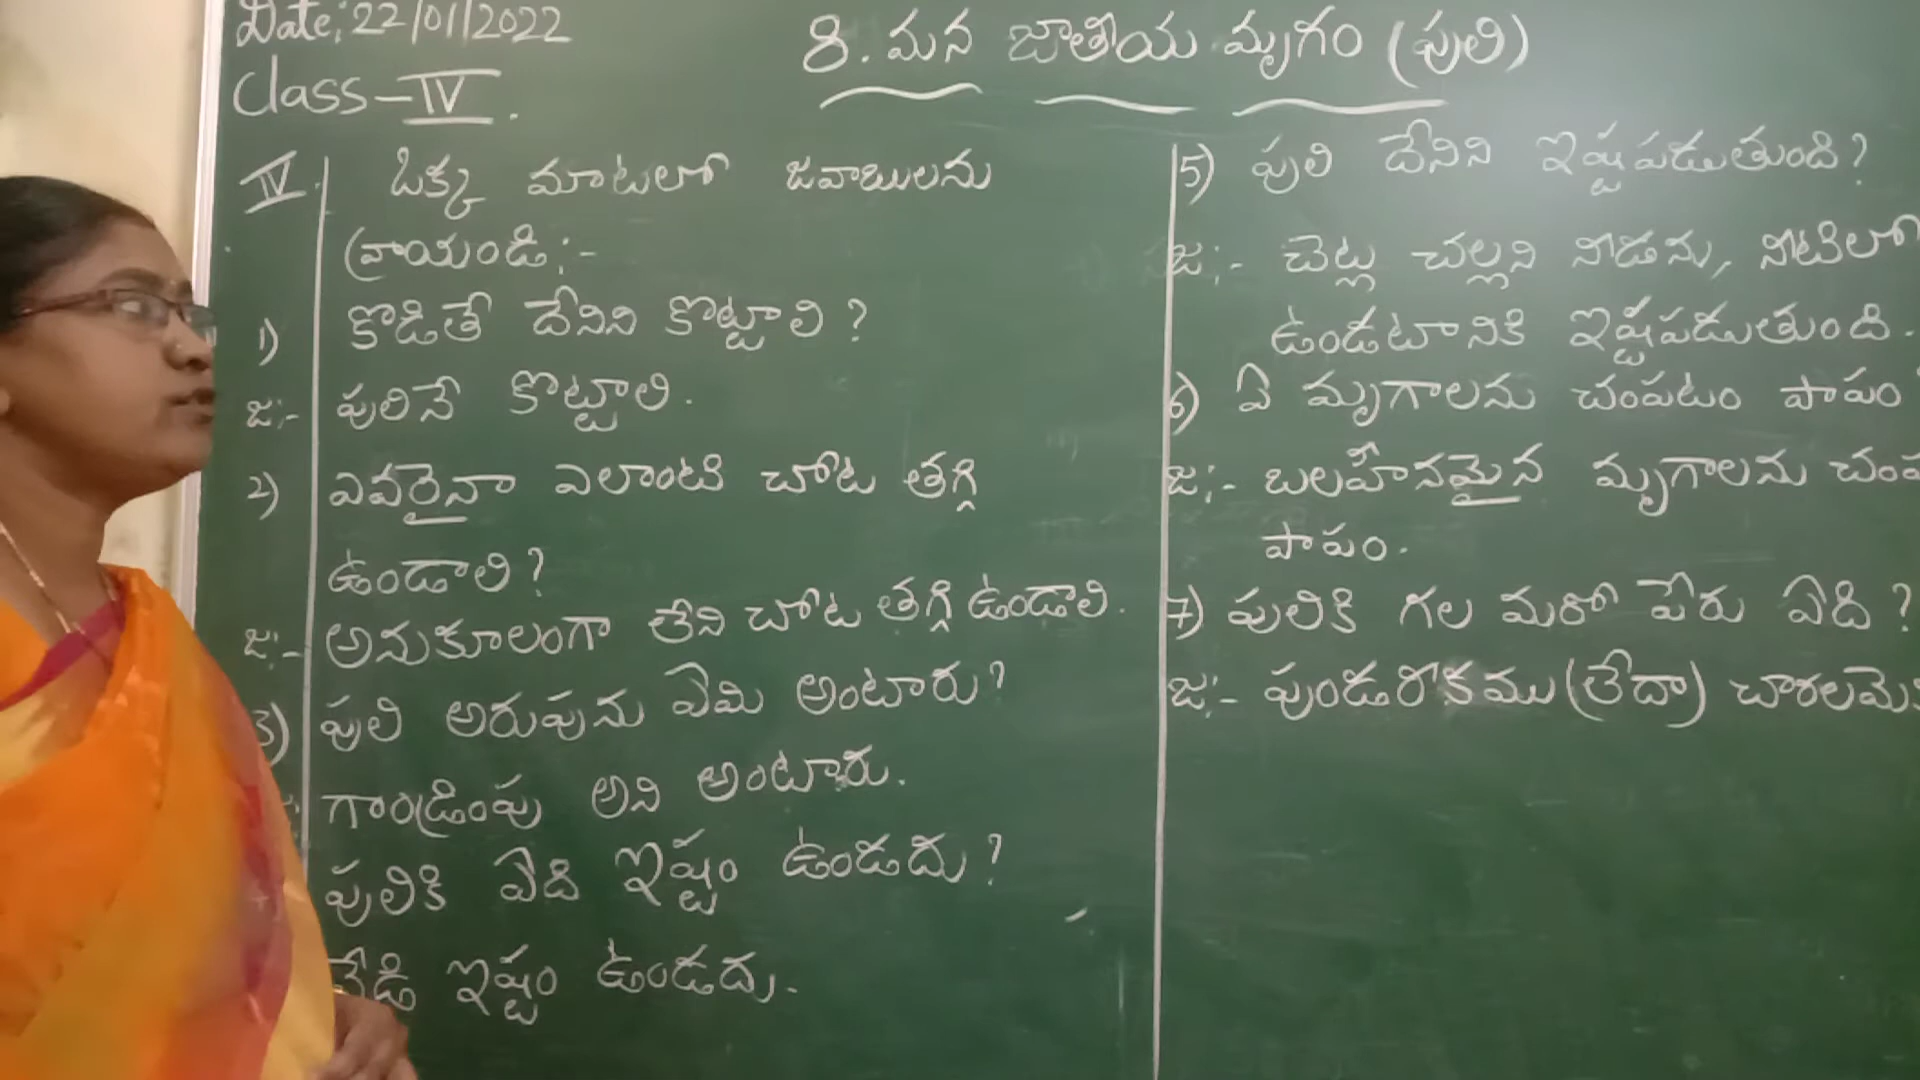 Date: 22/01/2022
Class - IV.
8. మన జాతీయ మృగం (పులి)
IV. ఒక్క మాటలో జవాబులను
వ్రాయండి :-
1) కొడితే దేనిని కొట్టాలి ?
జ:- పులినే కొట్టాలి.
2) ఎవరైనా ఎలాంటి చోట తగ్గి
ఉండాలి ?
జ:- అనుకూలంగా లేని చోట తగ్గి ఉండాలి.
3) పులి అరుపును ఏమి అంటారు ?
గాండ్రింపు అని అంటారు.
పులికి ఏది ఇష్టం ఉండదు ?
వేడి ఇష్టం ఉండదు.
5) పులి దేనిని ఇష్టపడుతుంది ?
జ:- చెట్ల చల్లని నీడను, నీటిలో
ఉండటానికి ఇష్టపడుతుంది.
6) ఏ మృగాలను చంపటం పాపం
జ:- బలహీనమైన మృగాలను
పాపం.
7) పులికి గల మరో పేరు ఏది ?
జ:- పుండరీకము (లేదా)